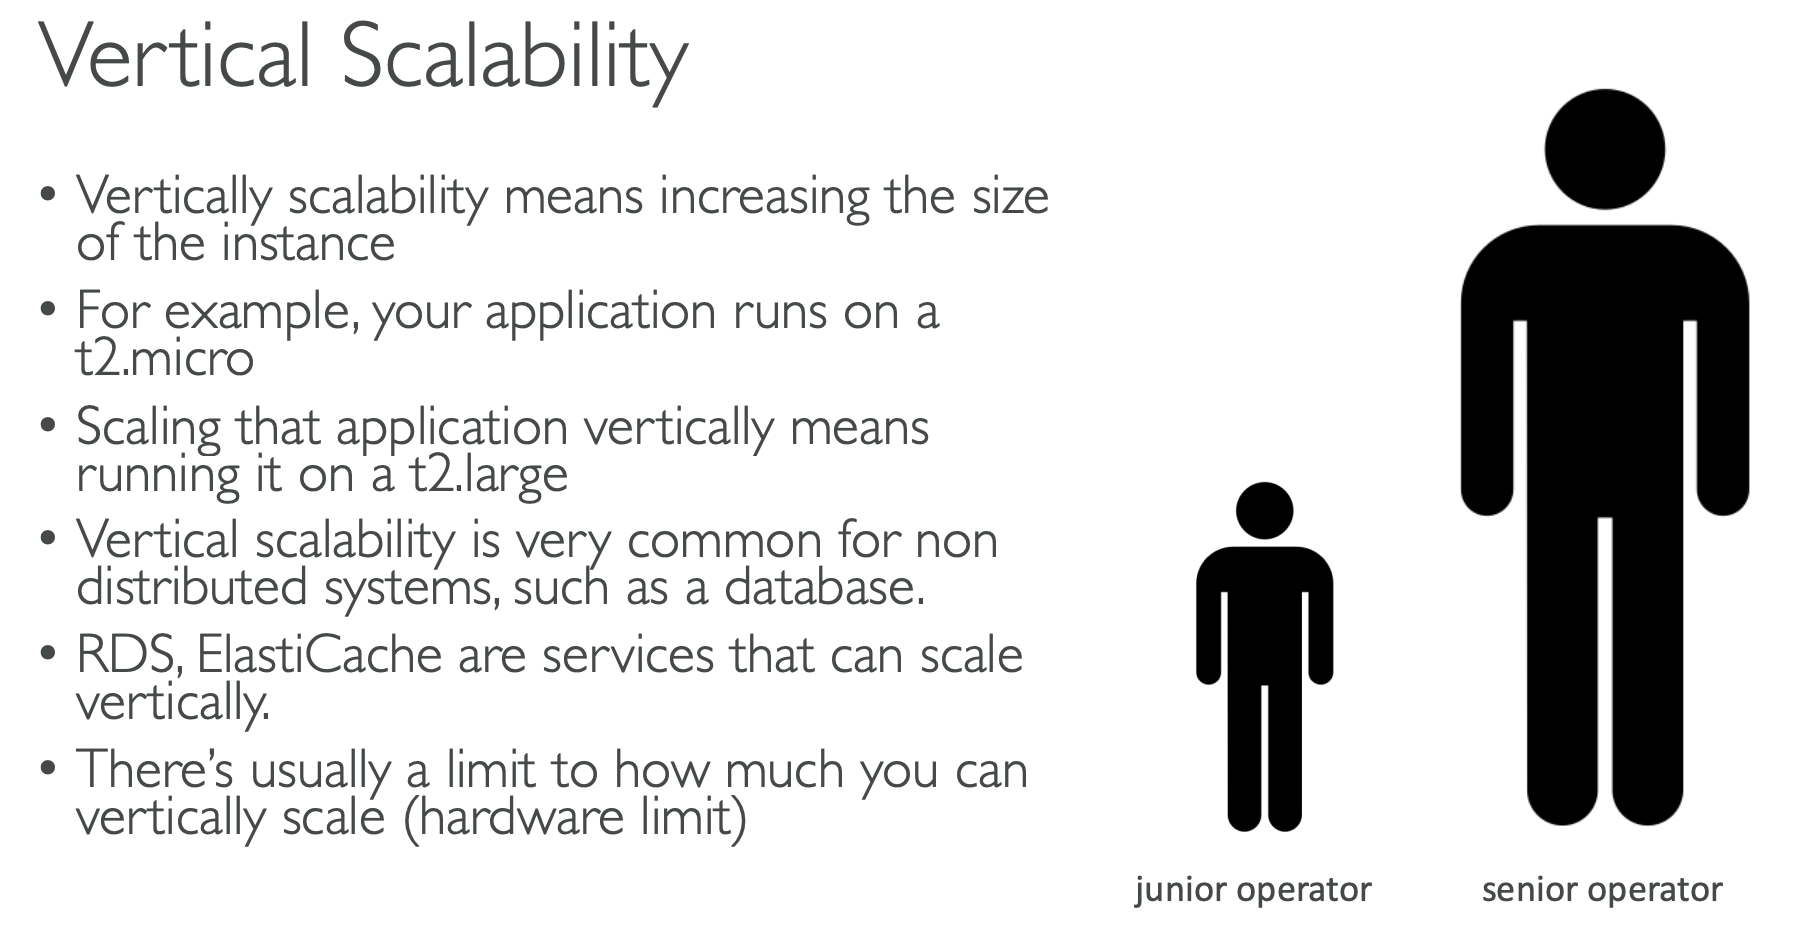 Vertical Scalability
• Vertically scalability means increasing the size
of the instance
• For example, your application runs on a
t2.micro
• Scaling that application vertically means
running it on a t2.large
• Vertical scalability is very common for non
distributed systems, such as a database.
• RDS, ElastiCache are services that can scale
vertically.
• There’s usually a limit to how much you can
vertically scale (hardware limit)
junior operator
senior operator